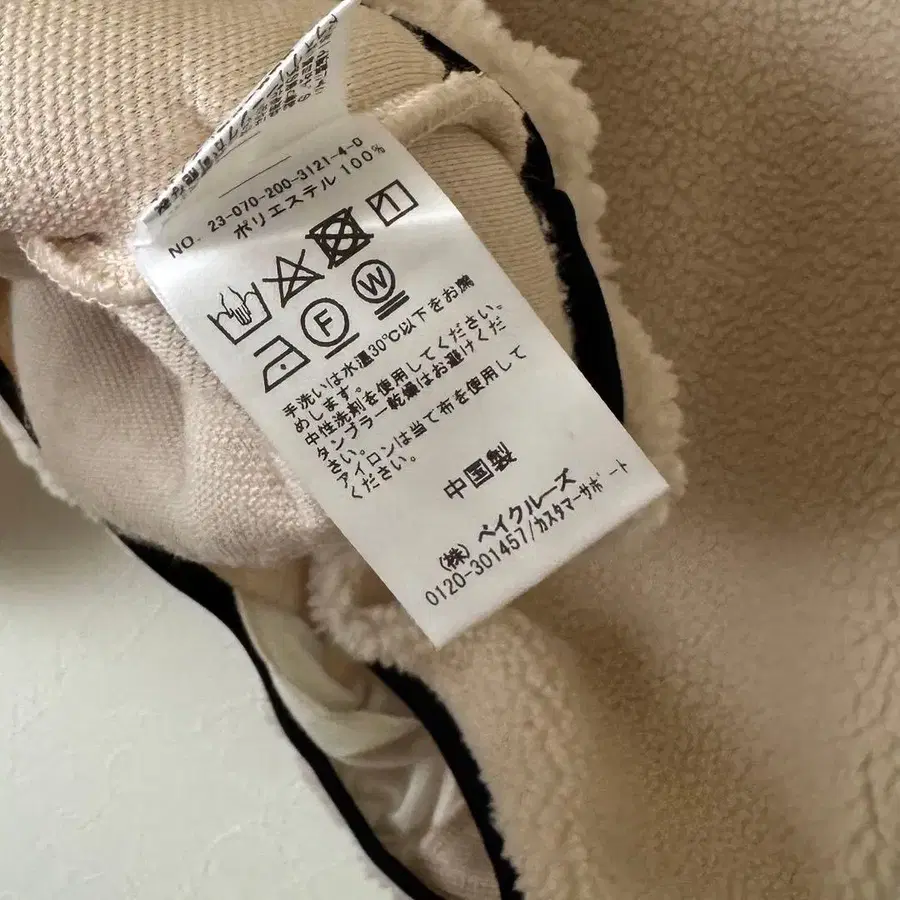 NO. 23-070-200-3121-4-0
ポリエステル 100%
F
W
手洗いは水温30℃以下をお薦
めします。
中性洗剤を使用してください。
タンブラー乾燥はお避けくだ
さい。
アイロンは当て布を使用して
ください。
中国製
(株) ベイクルーズ
0120-301457/カスタマーサポート